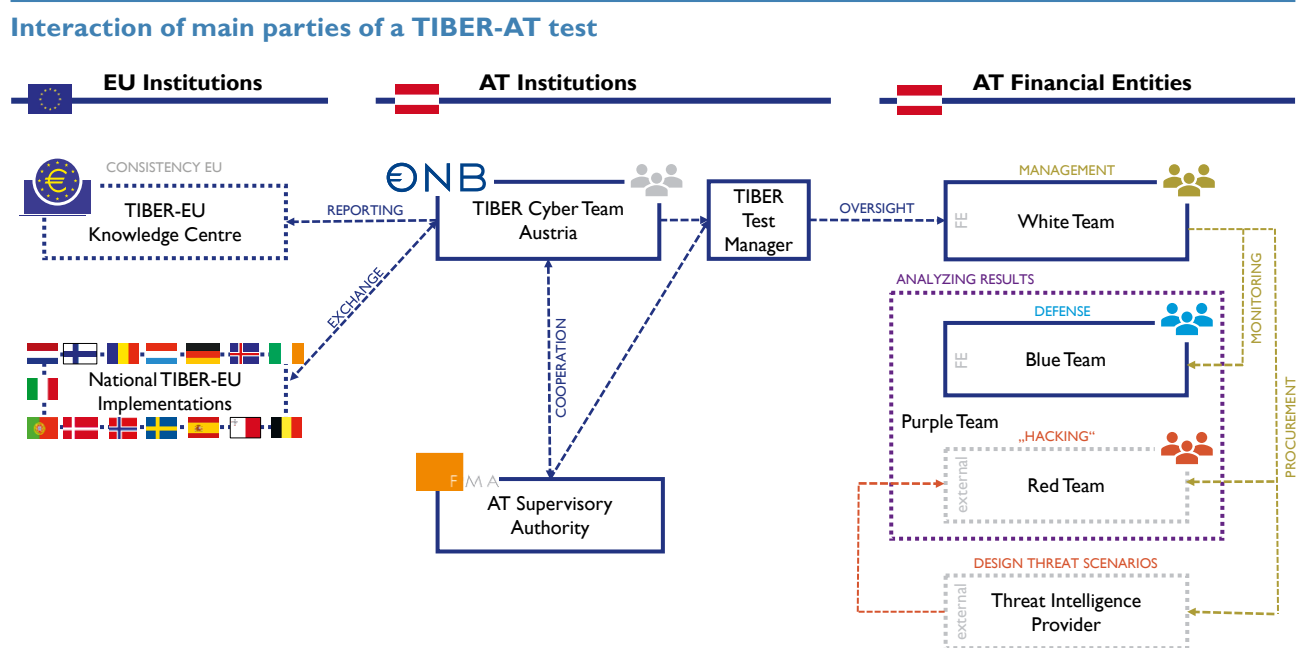 Interaction of main parties of a TIBER-AT test
EU Institutions
AT Institutions
AT Financial Entities
CONSISTENCY EU
TIBER-EU
Knowledge Centre
REPORTING
EXCHANGE
National TIBER-EU
Implementations
€NB
TIBER Cyber Team
Austria
COOPERATION
FMA
AT Supervisory
Authority
TIBER
Test
Manager
OVERSIGHT
MANAGEMENT
FE
White Team
ANALYZING RESULTS
DEFENSE
FE
Blue Team
MONITORING
Purple Team
„HACKING“
external
Red Team
PROCUREMENT
DESIGN THREAT SCENARIOS
external
Threat Intelligence
Provider